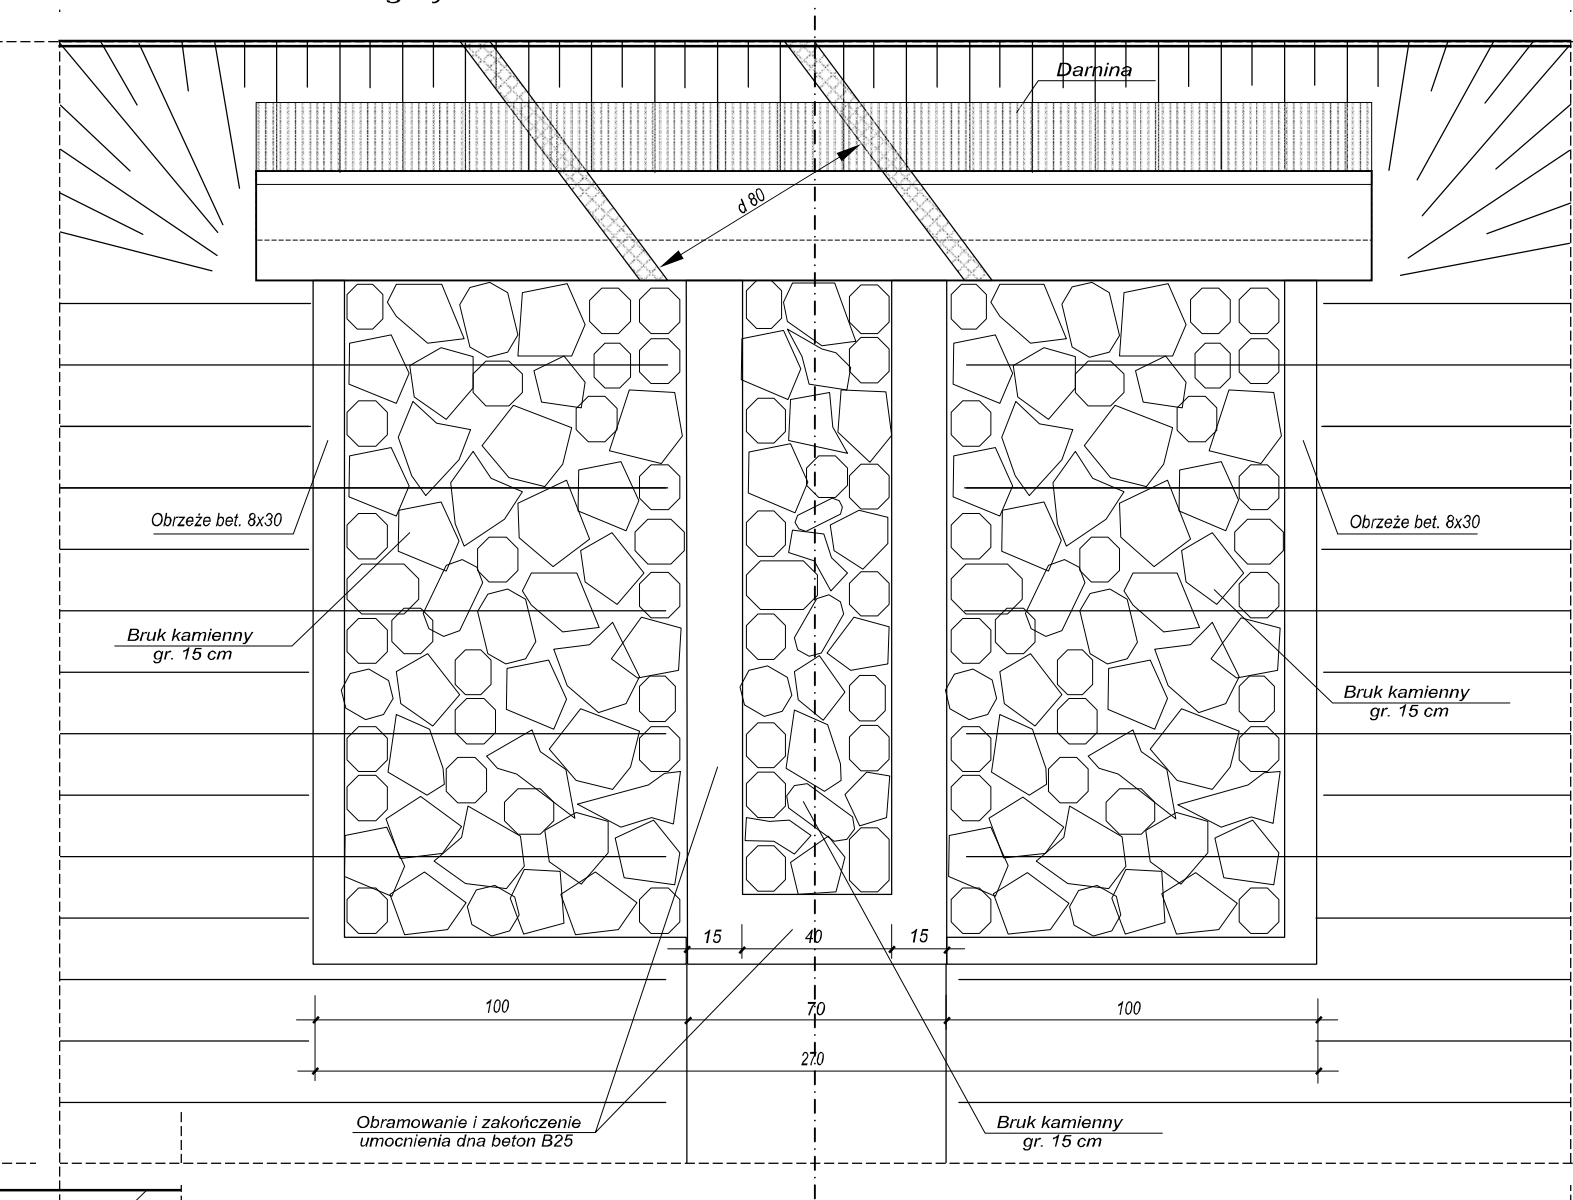 Darnina
d 80
Obrzeże bet. 8x30
Obrzeże bet. 8x30
Bruk kamienny
gr. 15 cm
Bruk kamienny
gr. 15 cm
15
40
15
100
70
100
270
Obramowanie i zakończenie
umocnienia dna beton B25
Bruk kamienny
gr. 15 cm